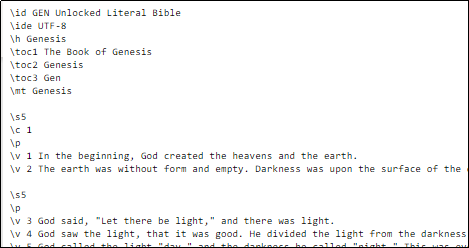 \id GEN Unlocked Literal Bible
\ide UTF-8
\h Genesis
\toc1 The Book of Genesis
\toc2 Genesis
\toc3 Gen
\mt Genesis
\s5
\c 1
\p
\v 1 In the beginning, God created the heavens and the earth.
\v 2 The earth was without form and empty. Darkness was upon the surface of the
\s5
\p
\v 3 God said, "Let there be light," and there was light.
\v 4 God saw the light, that it was good. He divided the light from the darkness
\v 5 God called the light "day," and the darkness he called "night." This was